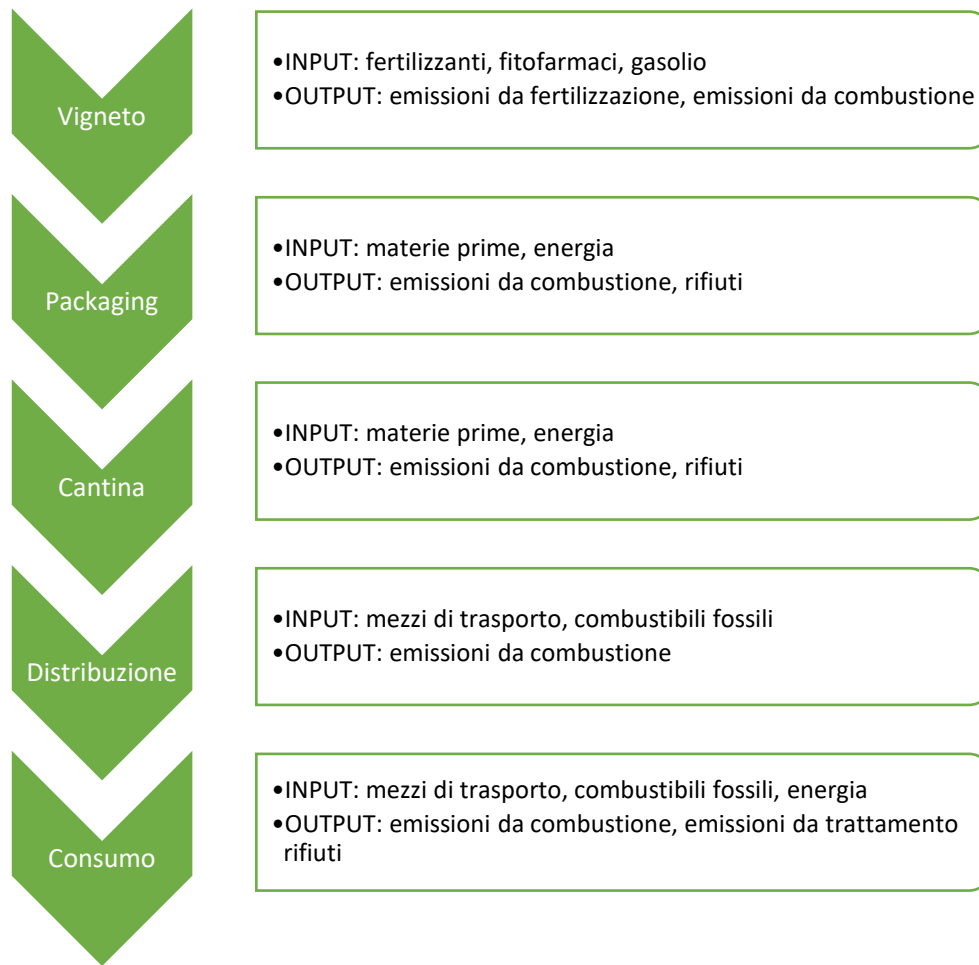 Vigneto
•INPUT: fertilizzanti, fitofarmaci, gasolio
•OUTPUT: emissioni da fertilizzazione, emissioni da combustione
Packaging
•INPUT: materie prime, energia
•OUTPUT: emissioni da combustione, rifiuti
Cantina
•INPUT: materie prime, energia
•OUTPUT: emissioni da combustione, rifiuti
Distribuzione
•INPUT: mezzi di trasporto, combustibili fossili
•OUTPUT: emissioni da combustione
Consumo
•INPUT: mezzi di trasporto, combustibili fossili, energia
•OUTPUT: emissioni da combustione, emissioni da trattamento
rifiuti